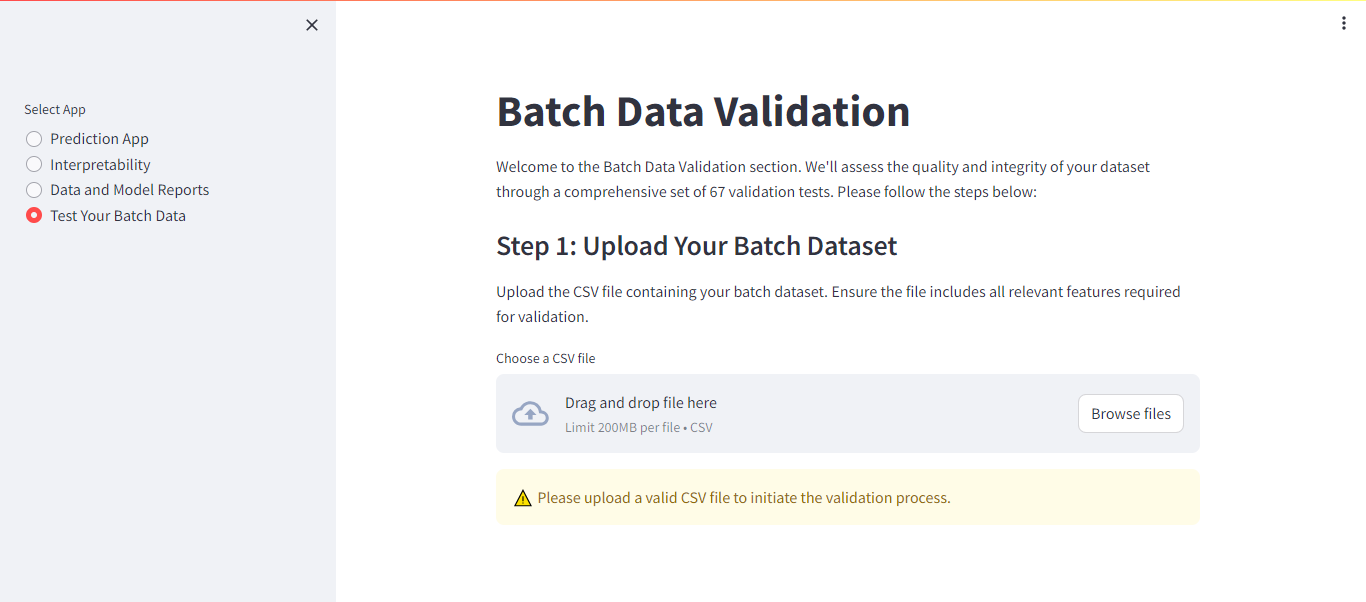 Select App
Prediction App
Interpretability
Data and Model Reports
Test Your Batch Data
Batch Data Validation
Welcome to the Batch Data Validation section. We'll assess the quality and integrity of your dataset
through a comprehensive set of 67 validation tests. Please follow the steps below:
Step 1: Upload Your Batch Dataset
Upload the CSV file containing your batch dataset. Ensure the file includes all relevant features required
for validation.
Choose a CSV file
Drag and drop file here
Limit 200MB per file • CSV
Browse files
Please upload a valid CSV file to initiate the validation process.